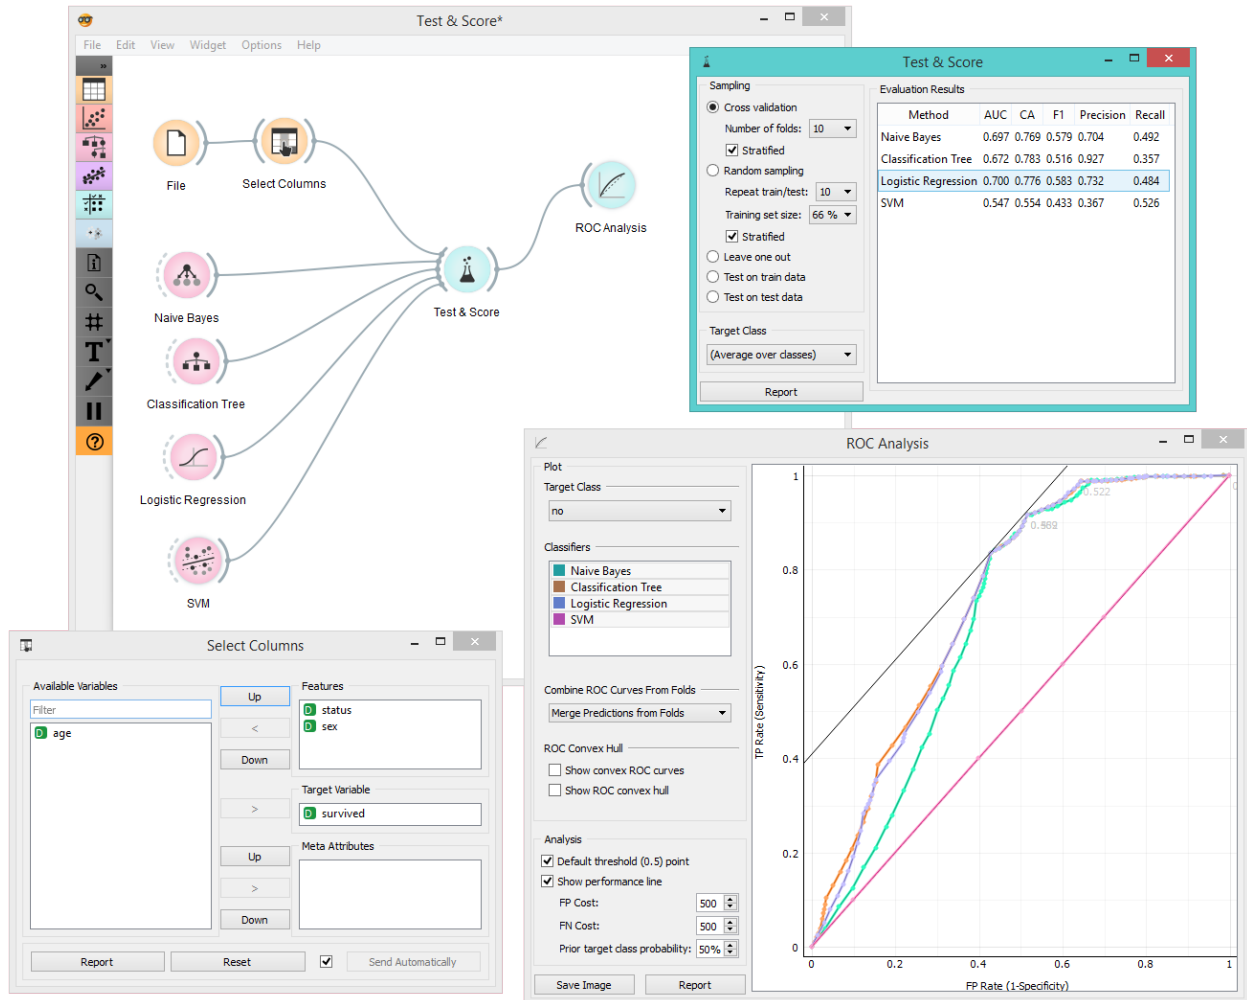 Test & Score*
File Edit View Widget Options Help
»
File
Select Columns
ROC Analysis
Naive Bayes
Test & Score
Classification Tree
Logistic Regression
SVM
Test & Score
Sampling
Cross validation
Number of folds: 10
Stratified
Random sampling
Repeat train/test: 10
Training set size: 66 %
Stratified
Leave one out
Test on train data
Test on test data
Target Class
(Average over classes)
Report
Evaluation Results
Method AUC CA F1 Precision Recall
Naive Bayes 0.697 0.769 0.579 0.704 0.492
Classification Tree 0.672 0.783 0.516 0.927 0.357
Logistic Regression 0.700 0.776 0.583 0.732 0.484
SVM 0.547 0.554 0.433 0.367 0.526
Select Columns
Available Variables
Filter
D age
Up
<
Down
>
Up
>
Down
Features
D status
D sex
Target Variable
D survived
Meta Attributes
Report
Reset
Send Automatically
ROC Analysis
Plot
Target Class
no
Classifiers
Naive Bayes
Classification Tree
Logistic Regression
SVM
Combine ROC Curves From Folds
Merge Predictions from Folds
ROC Convex Hull
Show convex ROC curves
Show ROC convex hull
Analysis
Default threshold (0.5) point
Show performance line
FP Cost: 500
FN Cost: 500
Prior target class probability: 50%
Save Image
Report
TP Rate (Sensitivity)
1
0.8
0.6
0.4
0.2
0
0.522
0 0.2 0.4 0.6 0.8 1
FP Rate (1-Specificity)